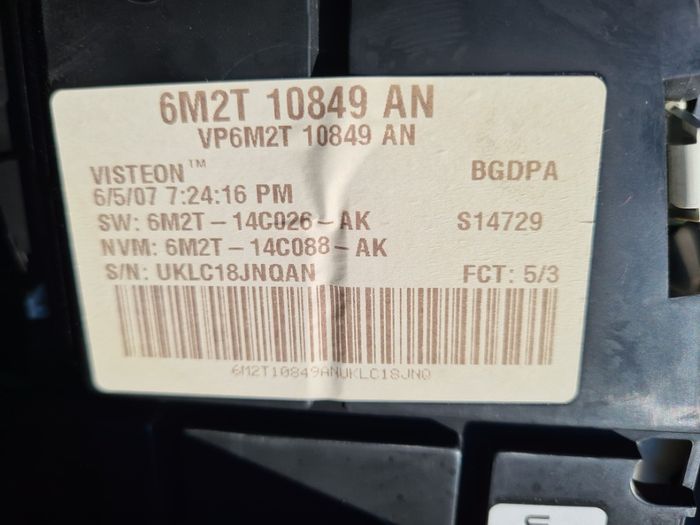 6M2T 10849 AN
VP6M2T 10849 AN
VISTEON™ BGDPA
6/5/07 7:24:16 PM
SW: 6M2T-14C026-AK S14729
NVM: 6M2T-14C088-AK
S/N: UKLC18JNQAN FCT: 5/3
6M2T10849ANUKLC18JNQ